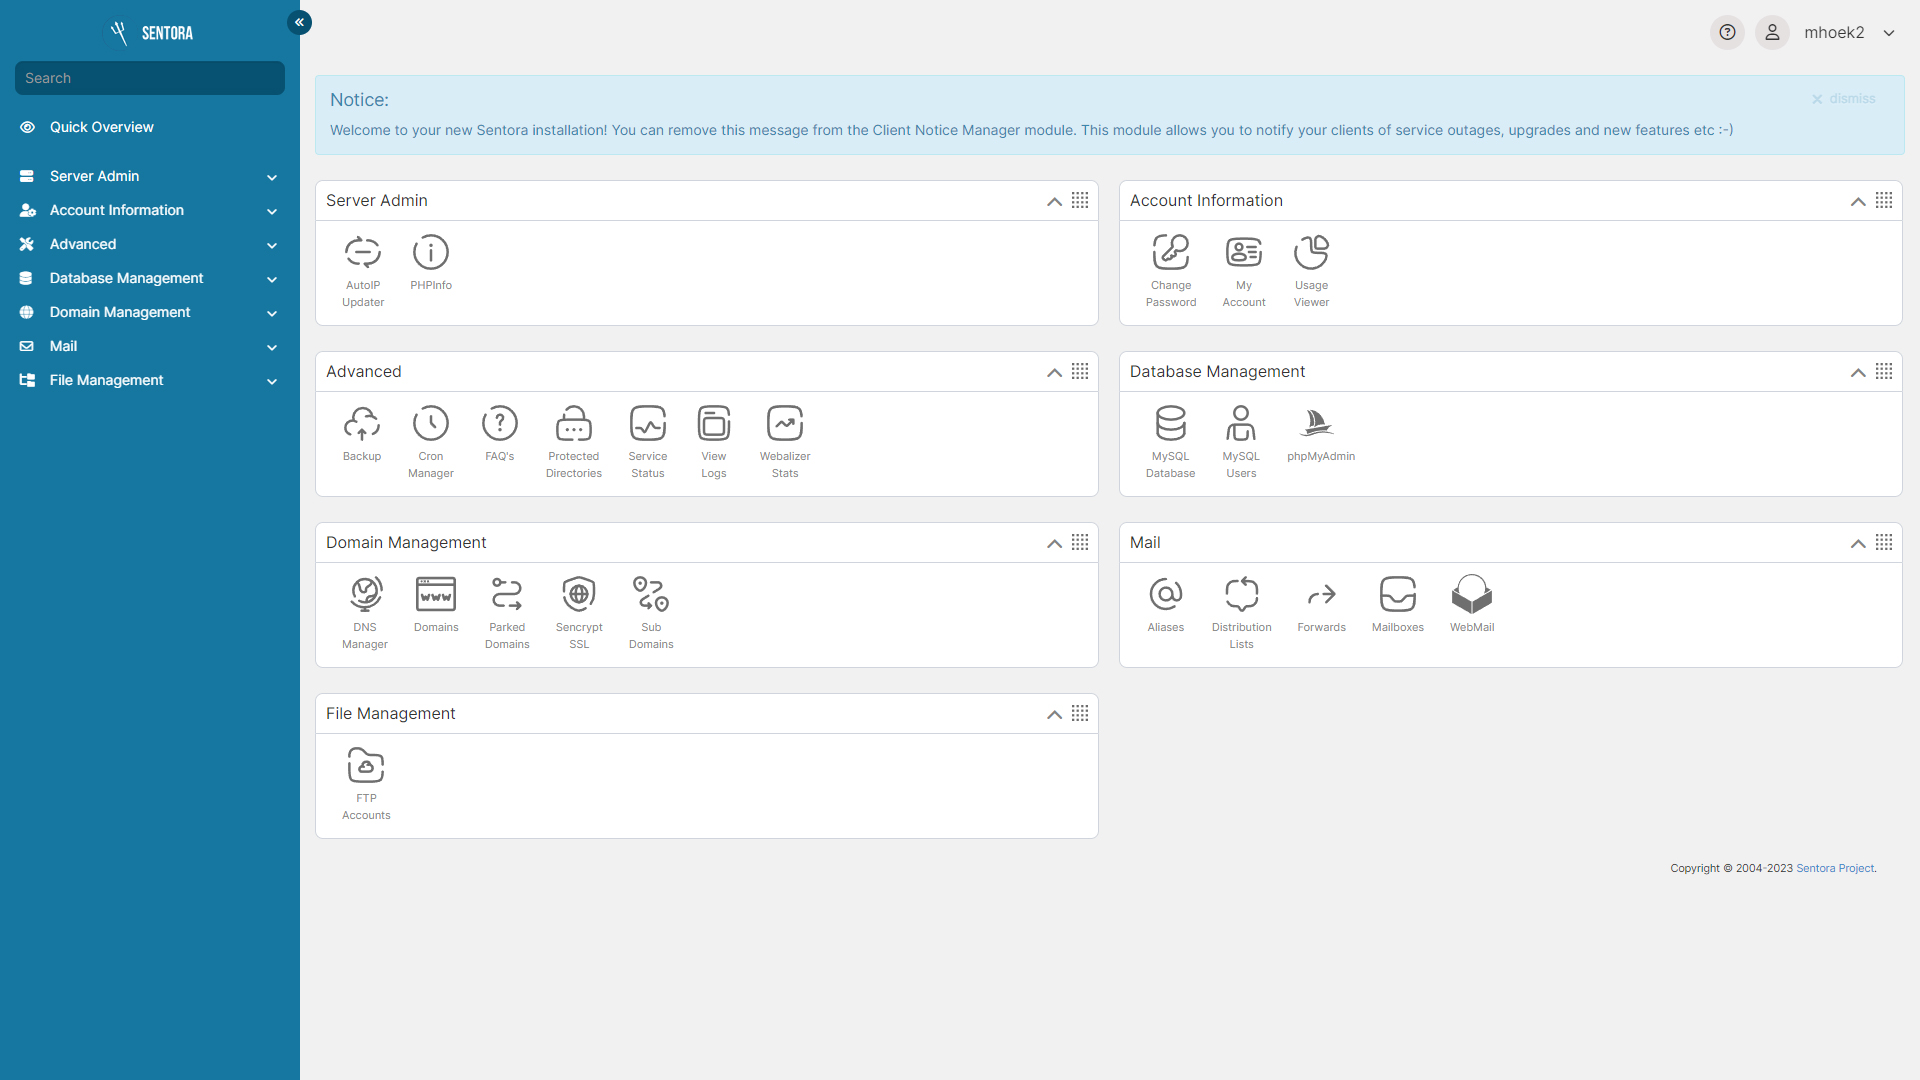 SENTORA
Search
Quick Overview
Server Admin
Account Information
Advanced
Database Management
Domain Management
Mail
File Management
mhoek2
Notice:
dismiss
Welcome to your new Sentora installation! You can remove this message from the Client Notice Manager module. This module allows you to notify your clients of service outages, upgrades and new features etc :-)
Server Admin
AutoIP
Updater
PHPInfo
Account Information
Change
Password
My
Account
Usage
Viewer
Advanced
Backup
Cron
Manager
FAQ's
Protected
Directories
Service
Status
View
Logs
Webalizer
Stats
Database Management
MySQL
Database
MySQL
Users
phpMyAdmin
Domain Management
DNS
Manager
WWW
Domains
Parked
Domains
Sencrypt
SSL
Sub
Domains
Mail
Aliases
Distribution
Lists
Forwards
Mailboxes
WebMail
File Management
FTP
Accounts
Copyright © 2004-2023 Sentora Project.